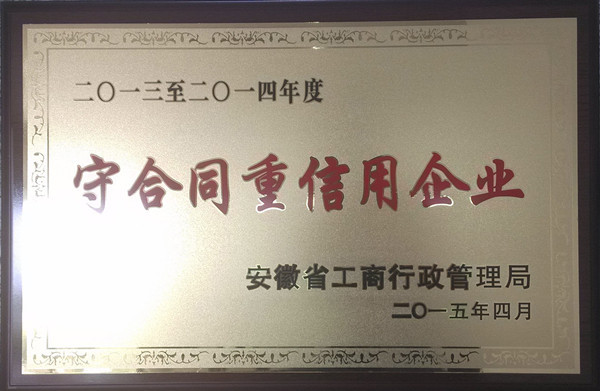 二〇一三至二〇一四年度
守合同重信用企业
安徽省工商行政管理局
二〇一五年四月